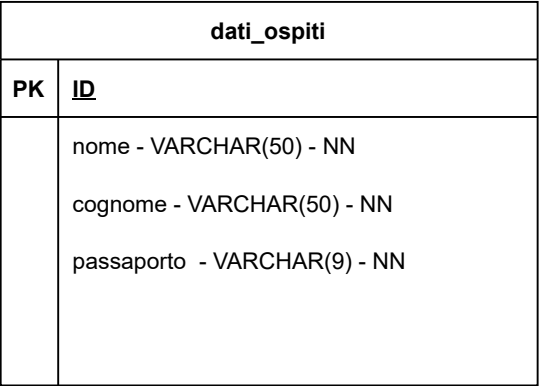 dati_ospiti
PK ID
nome - VARCHAR(50) - NN
cognome - VARCHAR(50) - NN
passaporto - VARCHAR(9) - NN